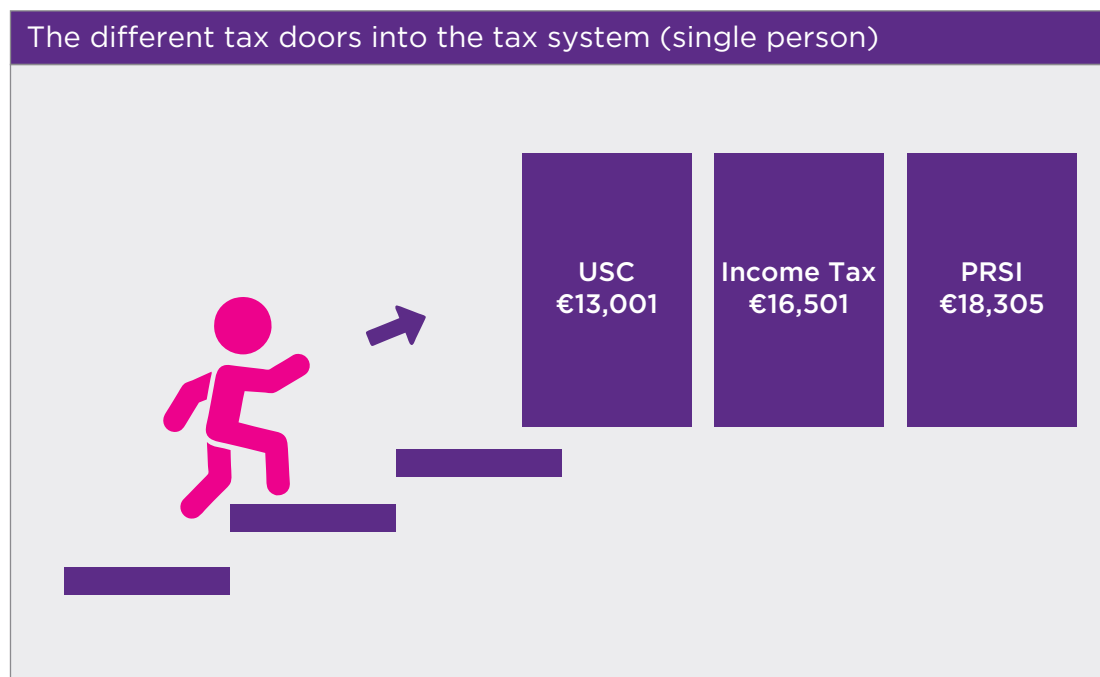 The different tax doors into the tax system (single person)
USC
€13,001
Income Tax
€16,501
PRSI
€18,305